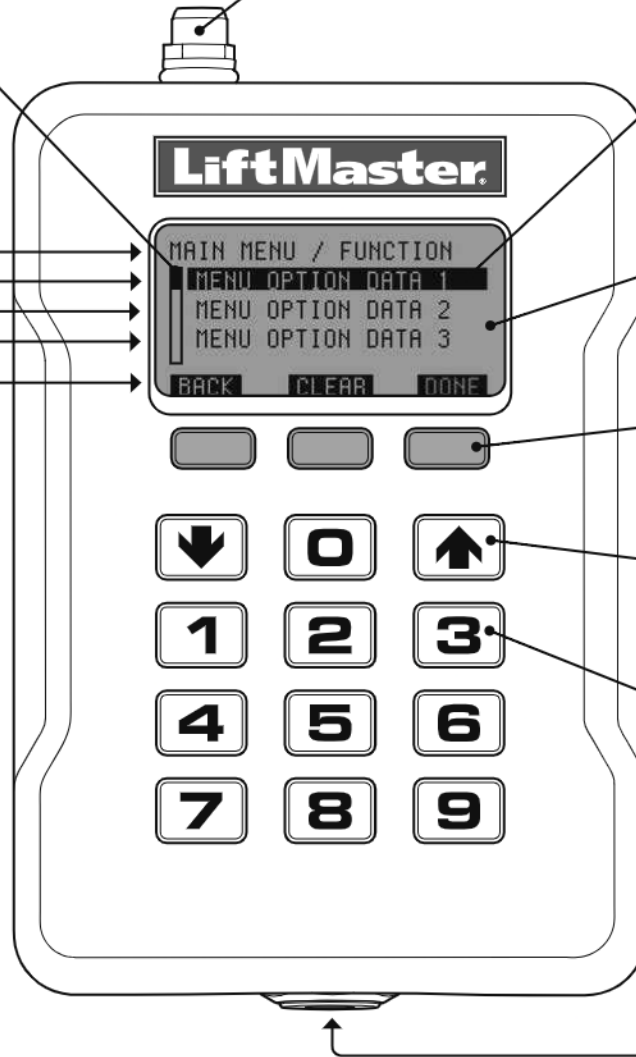 LiftMaster®
MAIN MENU / FUNCTION
MENU OPTION DATA 1
MENU OPTION DATA 2
MENU OPTION DATA 3
BACK CLEAR DONE
0
1 2 3
4 5 6
7 8 9